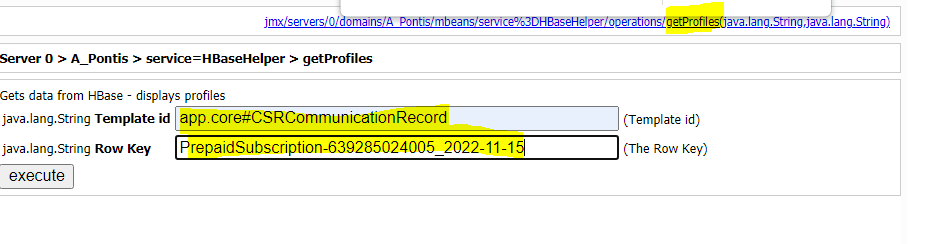 jmx/servers/0/domains/A_Pontis/mbeans/service%3DHBaseHelper/operations/getProfiles(java.lang.String,java.lang.String)
Server 0 > A_Pontis > service=HBaseHelper > getProfiles
Gets data from HBase - displays profiles
java.lang.String Template id app.core#CSRCommunicationRecord (Template id)
java.lang.String Row Key PrepaidSubscription-639285024005_2022-11-15 (The Row Key)
execute